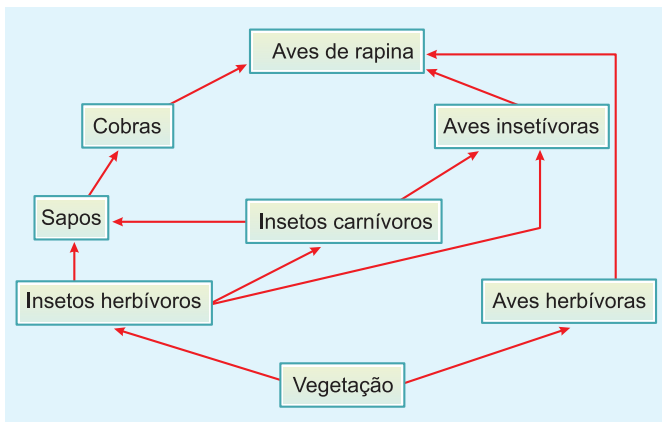 Aves de rapina
Cobras
Aves insetívoras
Sapos
Insetos carnívoros
Insetos herbívoros
Aves herbívoras
Vegetação